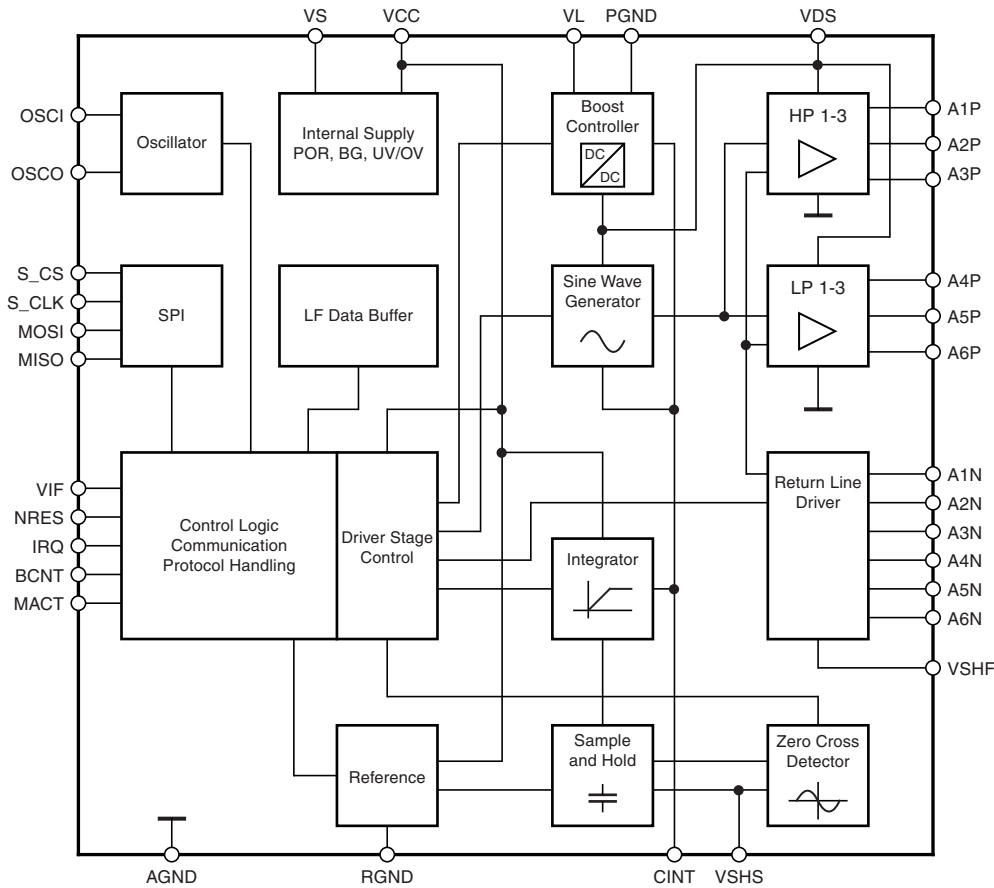 VS
VCC
VL
PGND
VDS
OSCI
OSCO
Oscillator
Internal Supply
POR, BG, UV/OV
Boost
Controller
DC
DC
HP 1-3
A1P
A2P
A3P
S_CS
S_CLK
MOSI
MISO
SPI
LF Data Buffer
Sine Wave
Generator
LP 1-3
A4P
A5P
A6P
VIF
NRES
IRQ
BCNT
MACT
Control Logic
Communication
Protocol Handling
Driver Stage
Control
Integrator
Return Line
Driver
A1N
A2N
A3N
A4N
A5N
A6N
VSHF
Reference
Sample
and Hold
Zero Cross
Detector
AGND
RGND
CINT
VSHS